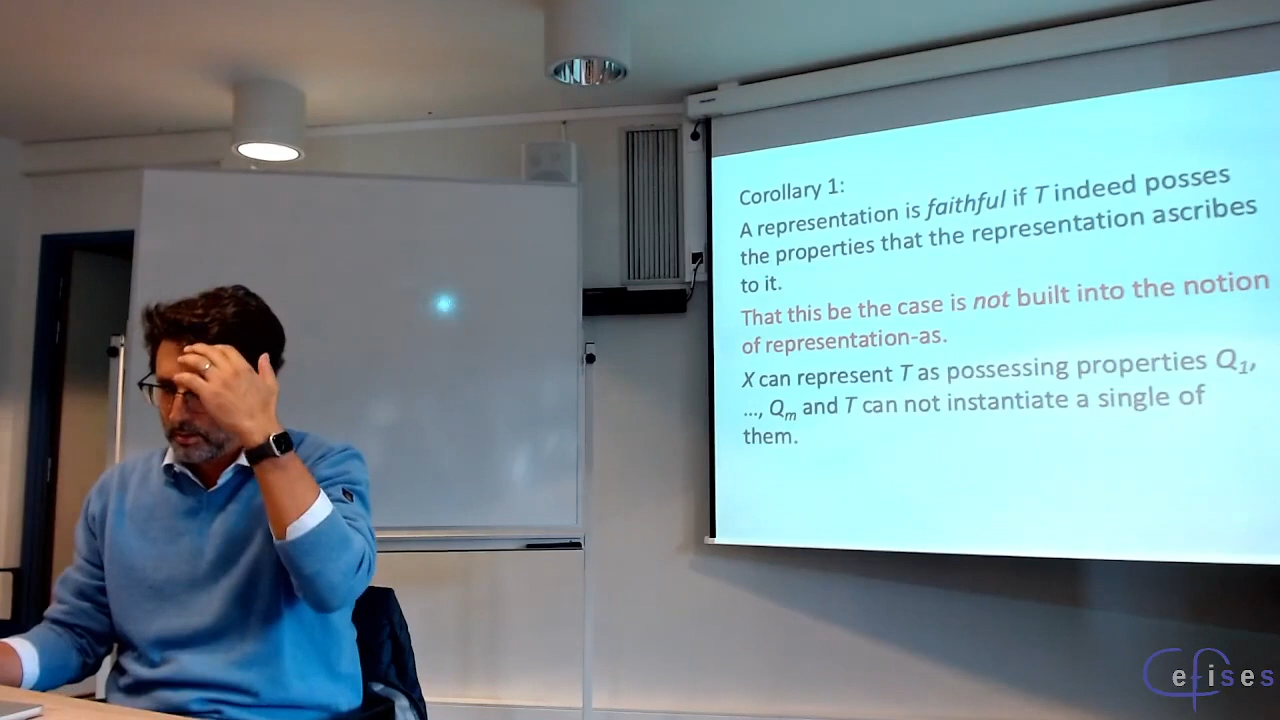 Corollary 1:
A representation is faithful if T indeed posses
the properties that the representation ascribes
to it.
That this be the case is not built into the notion
of representation-as.
X can represent T as possessing properties Q1,
..., Qm and T can not instantiate a single of
them.
efises